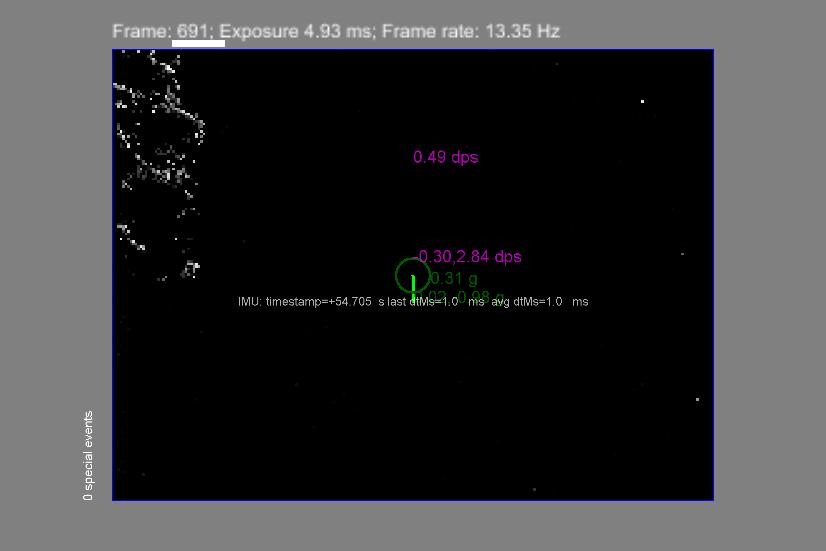 Frame: 691; Exposure 4.93 ms; Frame rate: 13.35 Hz
0.49 dps
-0.30,2.84 dps
0.31 g
IMU: timestamp=+54.705 s last dtMs=1.0 ms avg dtMs=1.0 ms
0 special events